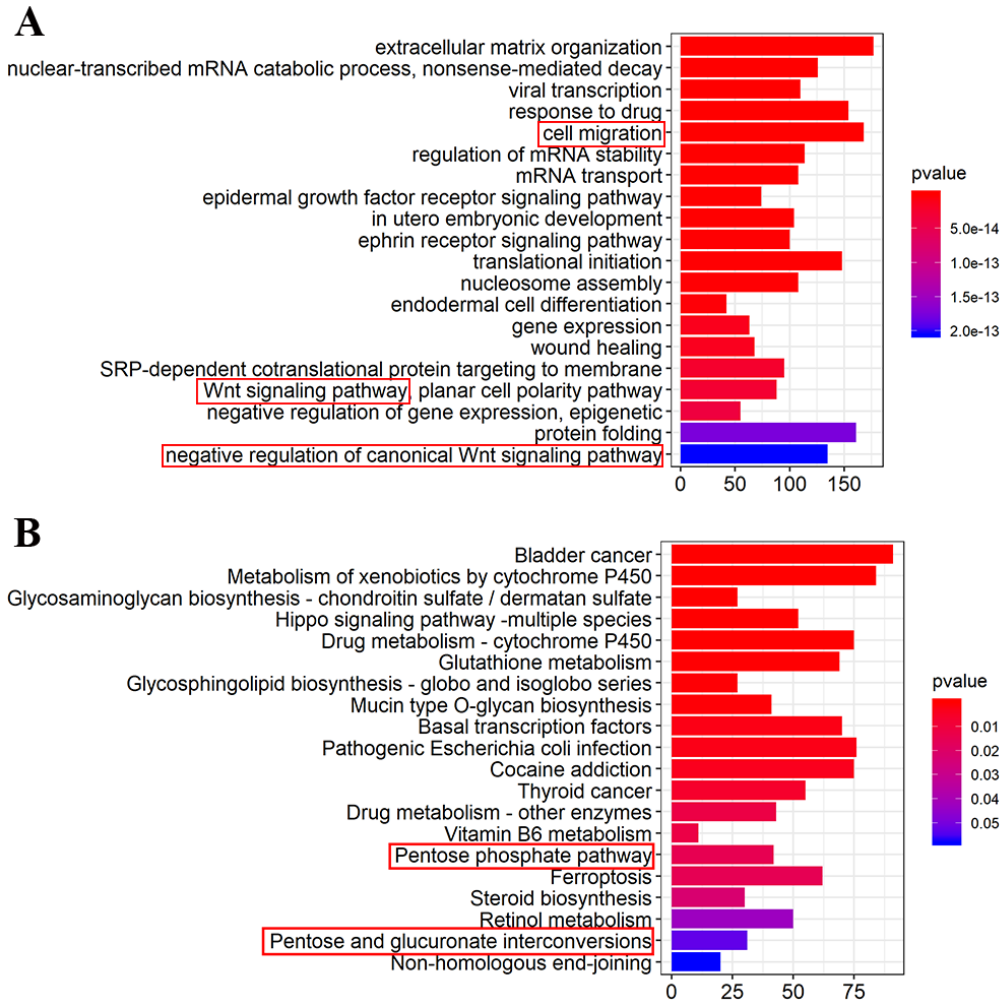 A
extracellular matrix organization
nuclear-transcribed mRNA catabolic process, nonsense-mediated decay
viral transcription
response to drug
cell migration
regulation of mRNA stability
mRNA transport
epidermal growth factor receptor signaling pathway
in utero embryonic development
ephrin receptor signaling pathway
translational initiation
nucleosome assembly
endodermal cell differentiation
gene expression
wound healing
SRP-dependent cotranslational protein targeting to membrane
Wnt signaling pathway, planar cell polarity pathway
negative regulation of gene expression, epigenetic
protein folding
negative regulation of canonical Wnt signaling pathway
0 50 100 150
pvalue
5.0e-14
1.0e-13
1.5e-13
2.0e-13
B
Bladder cancer
Metabolism of xenobiotics by cytochrome P450
Glycosaminoglycan biosynthesis - chondroitin sulfate / dermatan sulfate
Hippo signaling pathway -multiple species
Drug metabolism - cytochrome P450
Glutathione metabolism
Glycosphingolipid biosynthesis - globo and isoglobo series
Mucin type O-glycan biosynthesis
Basal transcription factors
Pathogenic Escherichia coli infection
Cocaine addiction
Thyroid cancer
Drug metabolism - other enzymes
Vitamin B6 metabolism
Pentose phosphate pathway
Ferroptosis
Steroid biosynthesis
Retinol metabolism
Pentose and glucuronate interconversions
Non-homologous end-joining
0 25 50 75
pvalue
0.01
0.02
0.03
0.04
0.05